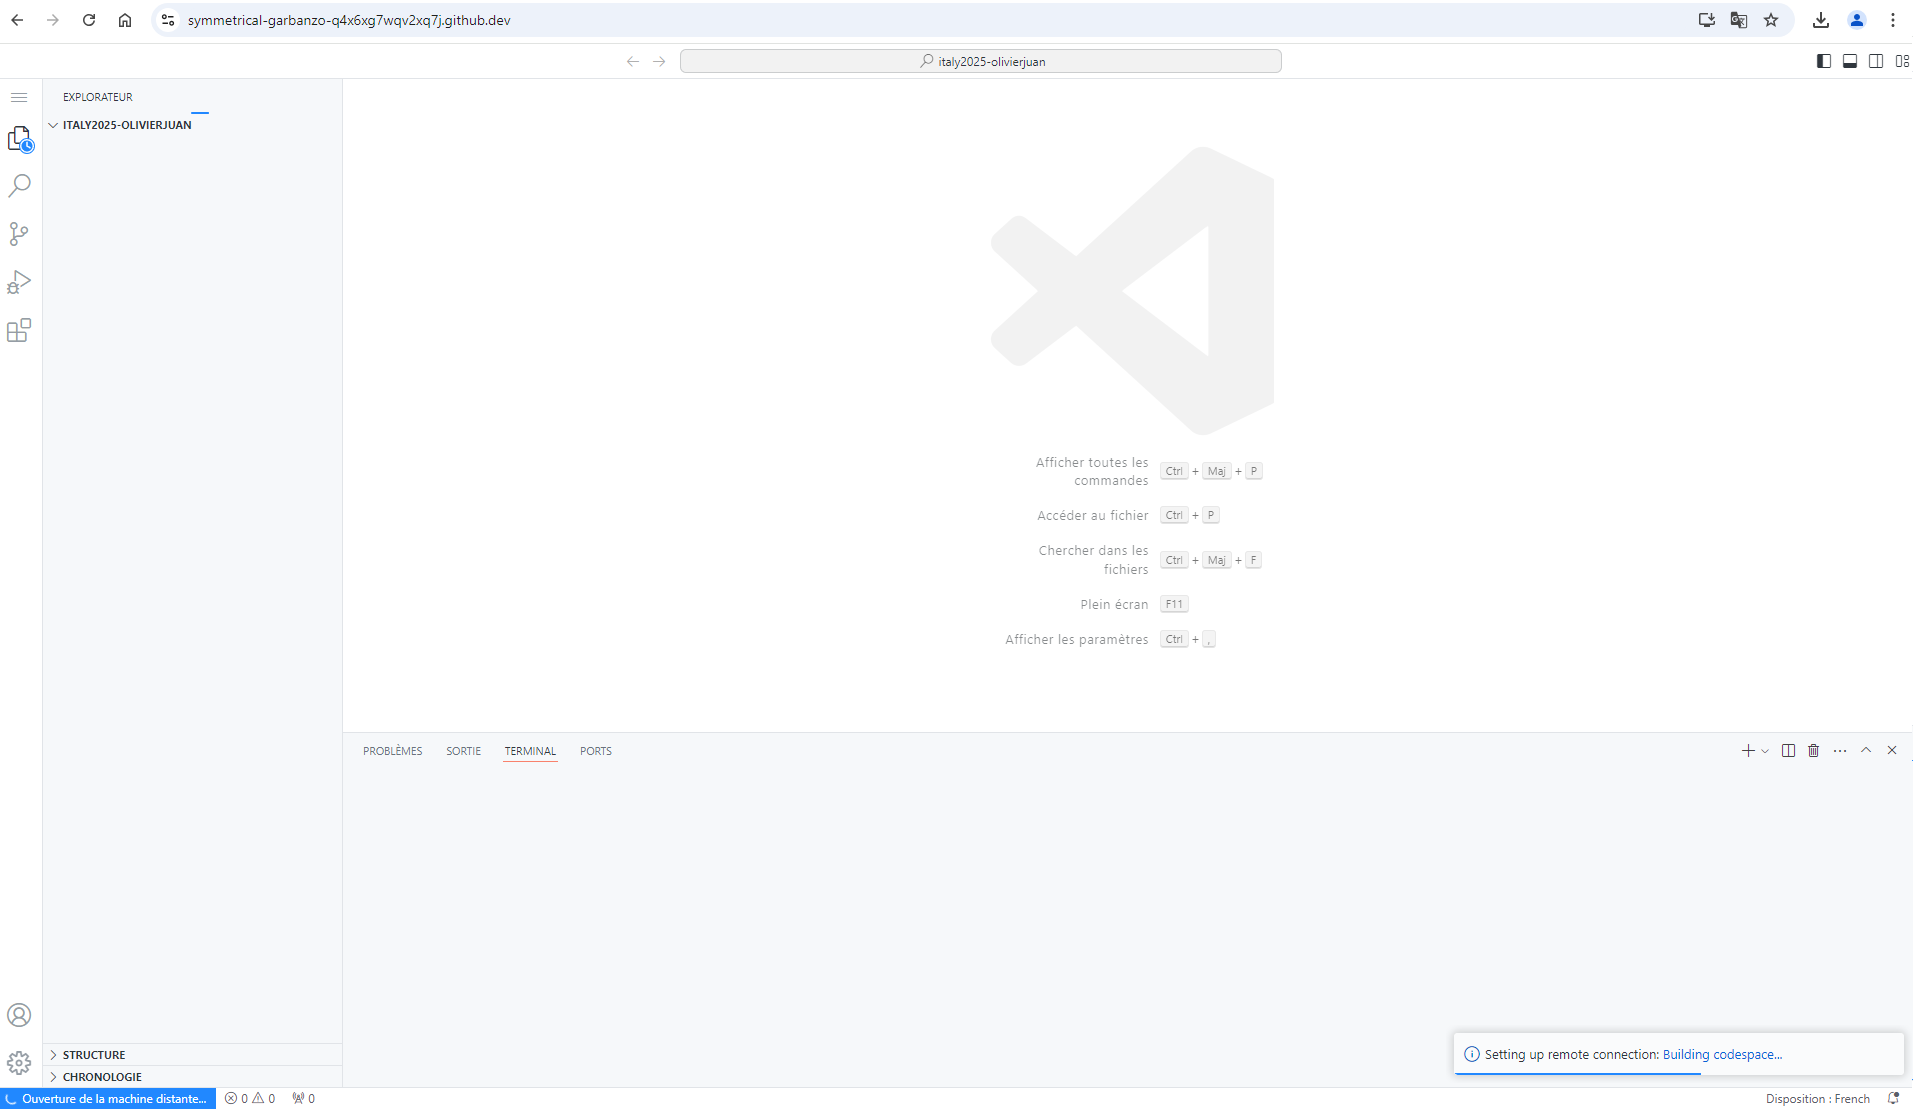 symmetrical-garbanzo-q4x6xg7wqv2xq7j.github.dev
italy2025-olivierjuan
EXPLORATEUR
ITALY2025-OLIVIERJUAN
Afficher toutes les
commandes
Ctrl + Maj + P
Accéder au fichier Ctrl + P
Chercher dans les
fichiers
Ctrl + Maj + F
Plein écran F11
Afficher les paramètres Ctrl + ,
PROBLÈMES SORTIE TERMINAL PORTS
Setting up remote connection: Building codespace...
STRUCTURE
CHRONOLOGIE
Ouverture de la machine distante... 0 0 0 Disposition : French